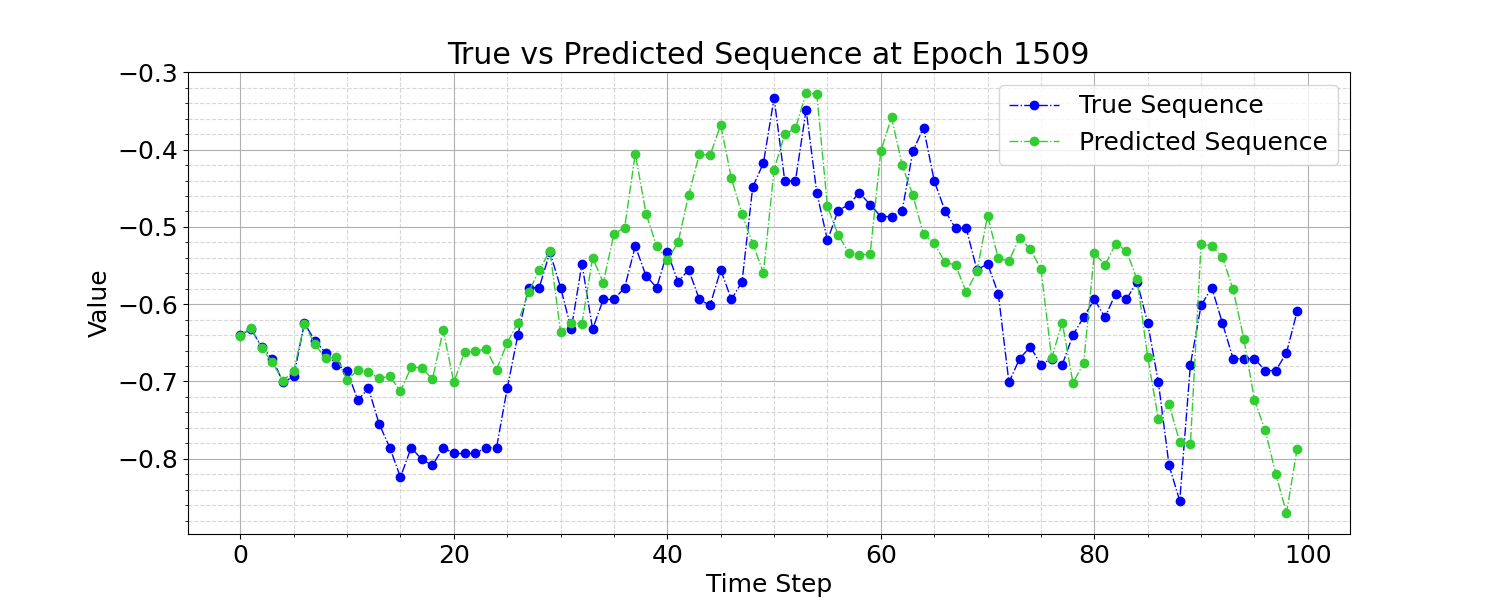 True vs Predicted Sequence at Epoch 1509
−0.3
−0.4
−0.5
−0.6
−0.7
−0.8
Value
True Sequence
Predicted Sequence
0 20 40 60 80 100
Time Step